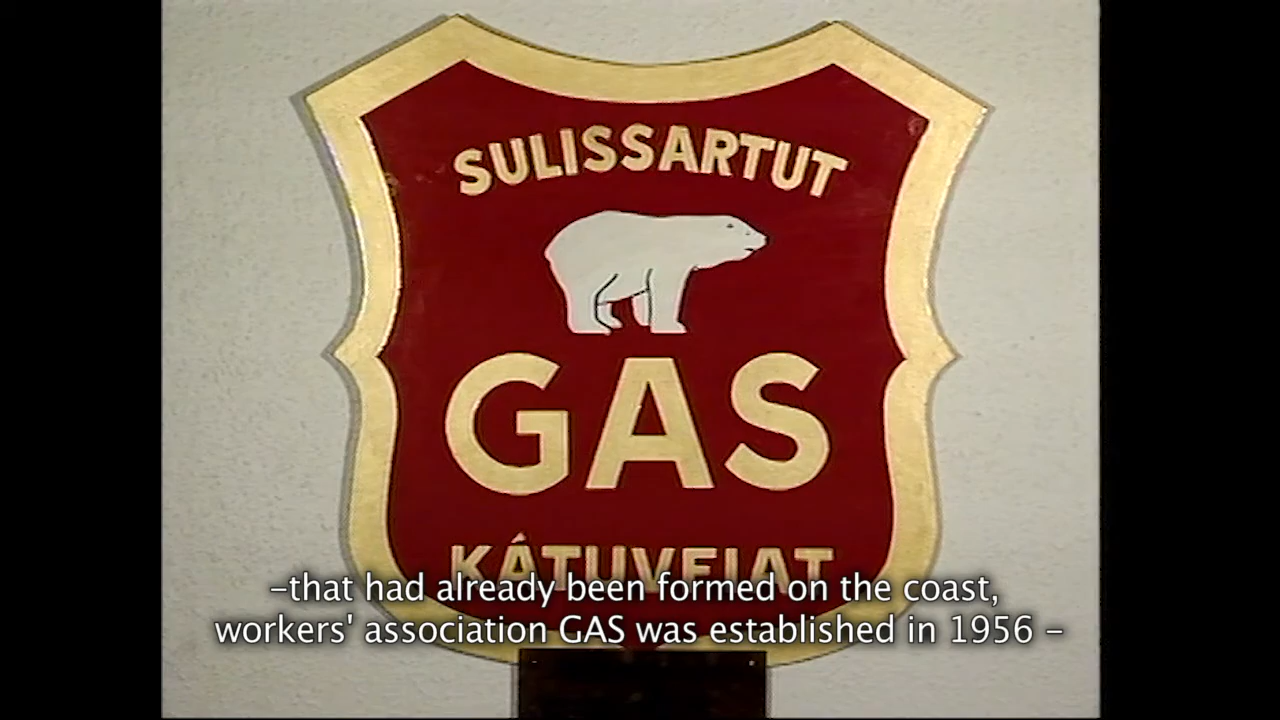 SULISSARTUT
GAS
KÁTUVFIAT
–that had already been formed on the coast,
workers' association GAS was established in 1956 –